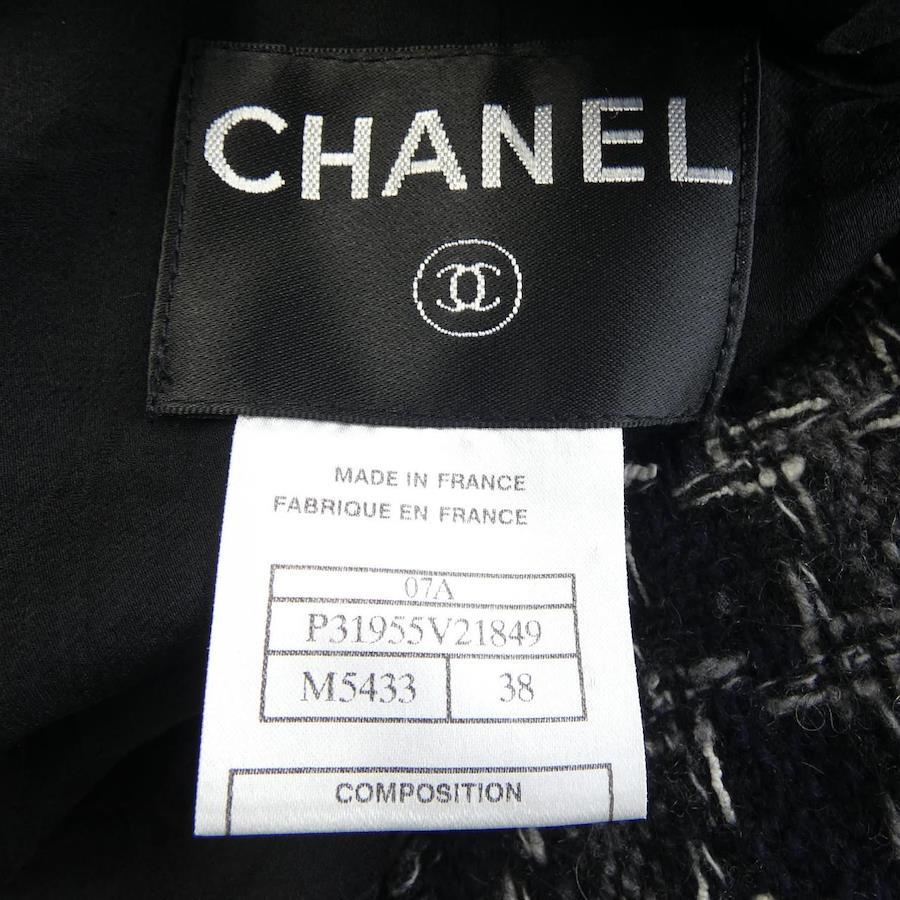 CHANEL
MADE IN FRANCE
FABRIQUE EN FRANCE
07A
P31955V21849
M5433 38
COMPOSITION